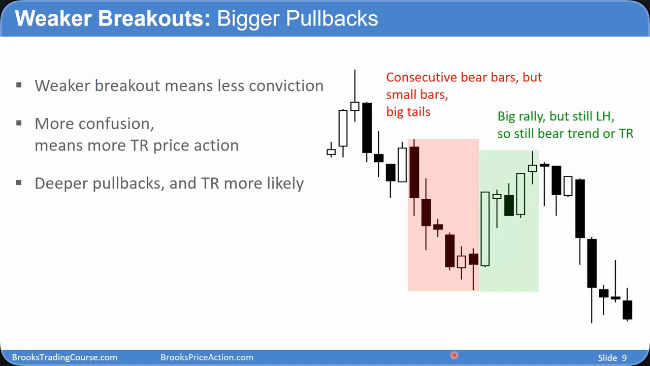 Weaker Breakouts: Bigger Pullbacks
▪ Weaker breakout means less conviction
▪ More confusion,
means more TR price action
▪ Deeper pullbacks, and TR more likely
Consecutive bear bars, but
small bars,
big tails
Big rally, but still LH,
so still bear trend or TR
BrooksTradingCourse.com
BrooksPriceAction.com
Slide 9